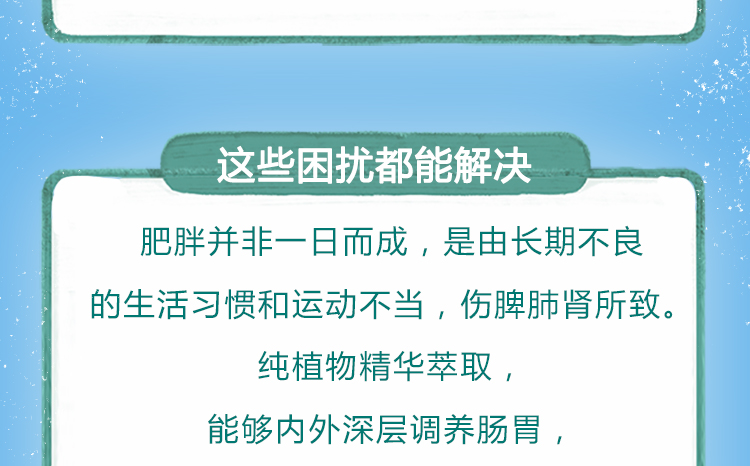 这些困扰都能解决
肥胖并非一日而成，是由长期不良
的生活习惯和运动不当，伤脾肺肾所致。
纯植物精华萃取，
能够内外深层调养肠胃，